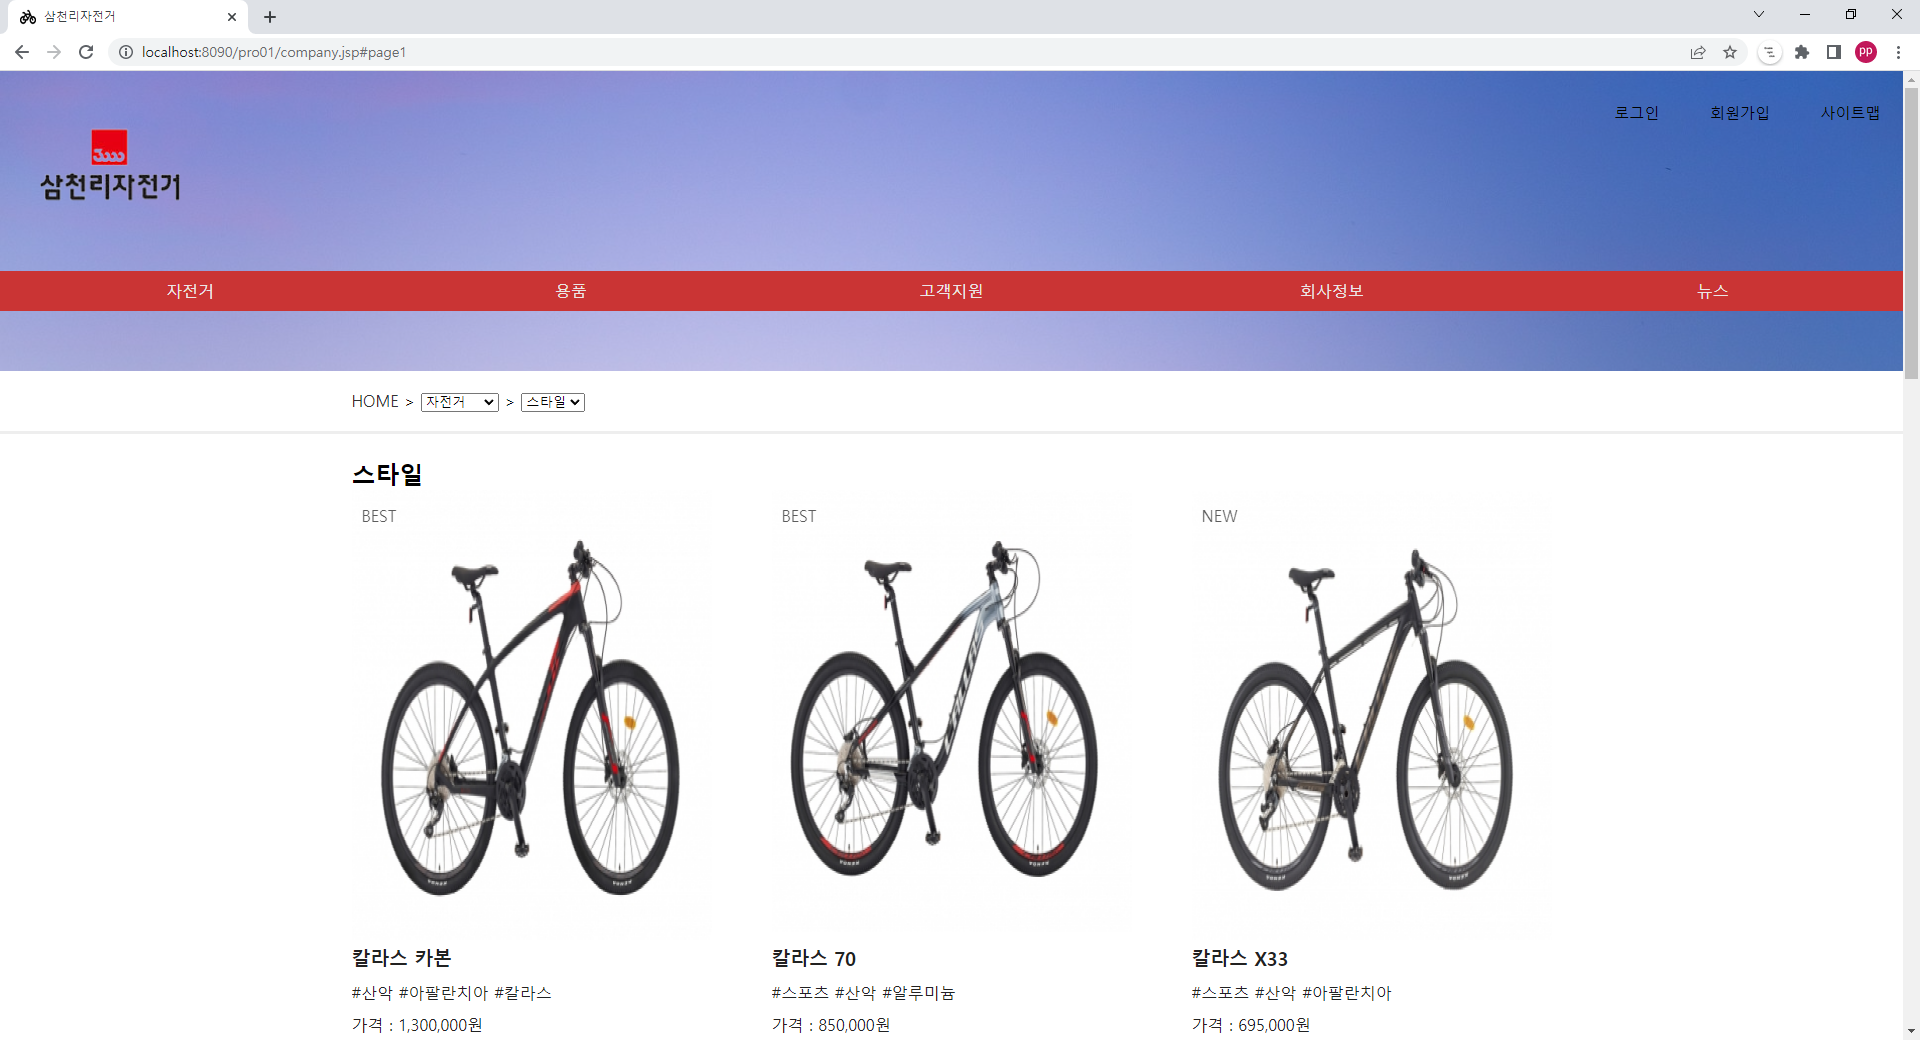 삼천리자전거
localhost:8090/pro01/company.jsp#page1
pp
로그인 회원가입 사이트맵
삼천리자전거
자전거 용품 고객지원 회사정보 뉴스
HOME > 자전거 > 스타일
스타일
BEST BEST NEW
칼라스 카본 칼라스 70 칼라스 X33
#산악 #아팔란치아 #칼라스 #스포츠 #산악 #알루미늄 #스포츠 #산악 #아팔란치아
가격 : 1,300,000원 가격 : 850,000원 가격 : 695,000원